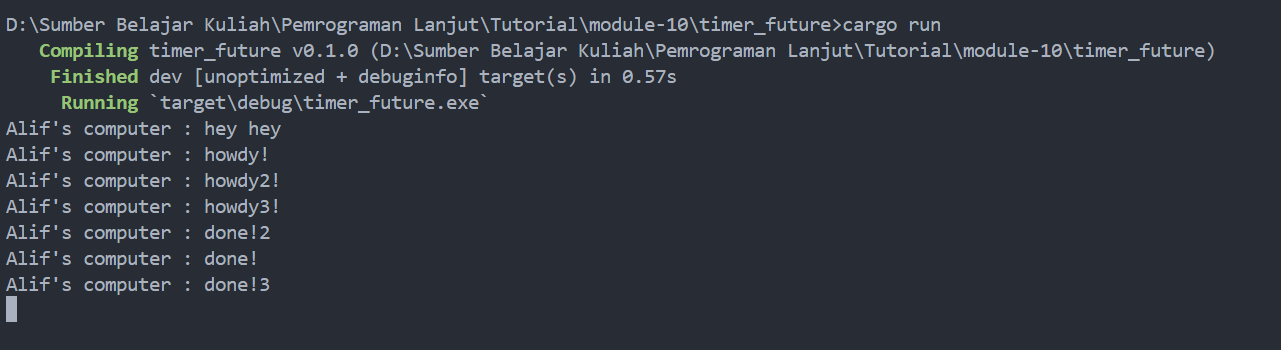 D:\Sumber Belajar Kuliah\Pemrograman Lanjut\Tutorial\module-10\timer_future>cargo run
   Compiling timer_future v0.1.0 (D:\Sumber Belajar Kuliah\Pemrograman Lanjut\Tutorial\module-10\timer_future)
    Finished dev [unoptimized + debuginfo] target(s) in 0.57s
     Running `target\debug\timer_future.exe`
Alif's computer : hey hey
Alif's computer : howdy!
Alif's computer : howdy2!
Alif's computer : howdy3!
Alif's computer : done!2
Alif's computer : done!
Alif's computer : done!3